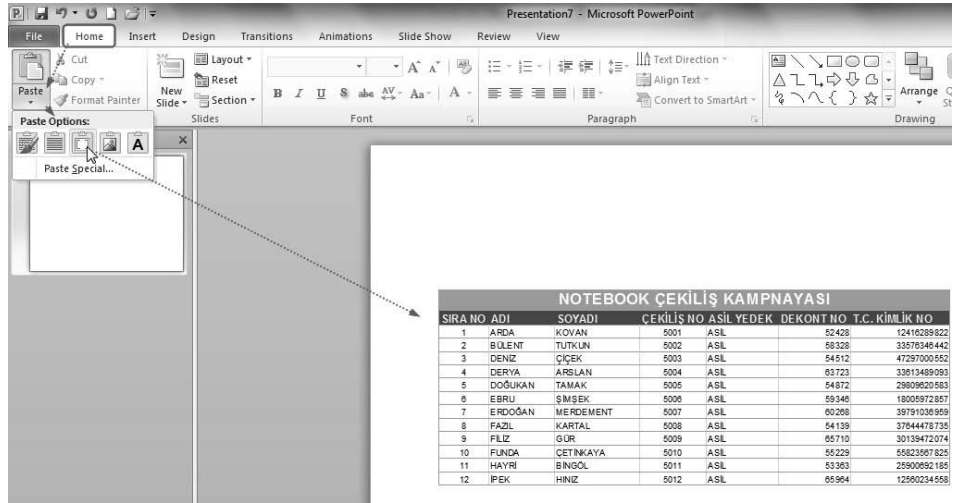 Presentation7 - Microsoft PowerPoint
File Home Insert Design Transitions Animations Slide Show Review View
Cut
Copy
Format Painter
Paste
New Slide
Layout
Reset
Section
B I U S abc AV Aa A
A A
Text Direction
Align Text
Convert to SmartArt
Arrange
Slides Font Paragraph Drawing
Paste Options:
A
Paste Special...
NOTEBOOK ÇEKİLİŞ KAMPNAYASI
SIRA NO ADI SOYADI ÇEKİLİŞ NO ASİL YEDEK DEKONT NO T.C. KİMLİK NO
1 ARDA KOVAN 5001 ASİL 52428 12416289822
2 BÜLENT TUTKUN 5002 ASİL 58328 33576346442
3 DENİZ ÇİÇEK 5003 ASİL 54512 47297000552
4 DERYA ARSLAN 5004 ASİL 63723 33613489093
5 DOĞUKAN TAMAK 5005 ASİL 54872 29809620583
6 EBRU ŞİMŞEK 5006 ASİL 59346 18005972857
7 ERDOĞAN MERDEMENT 5007 ASİL 60268 39791036959
8 FAZIL KARTAL 5008 ASİL 54139 37644478735
9 FİLİZ GÜR 5009 ASİL 65710 30139472074
10 FUNDA ÇETİNKAYA 5010 ASİL 55229 55823567825
11 HAYRİ BİNGÖL 5011 ASİL 53363 25900692185
12 İPEK HINIZ 5012 ASİL 65964 12560234558